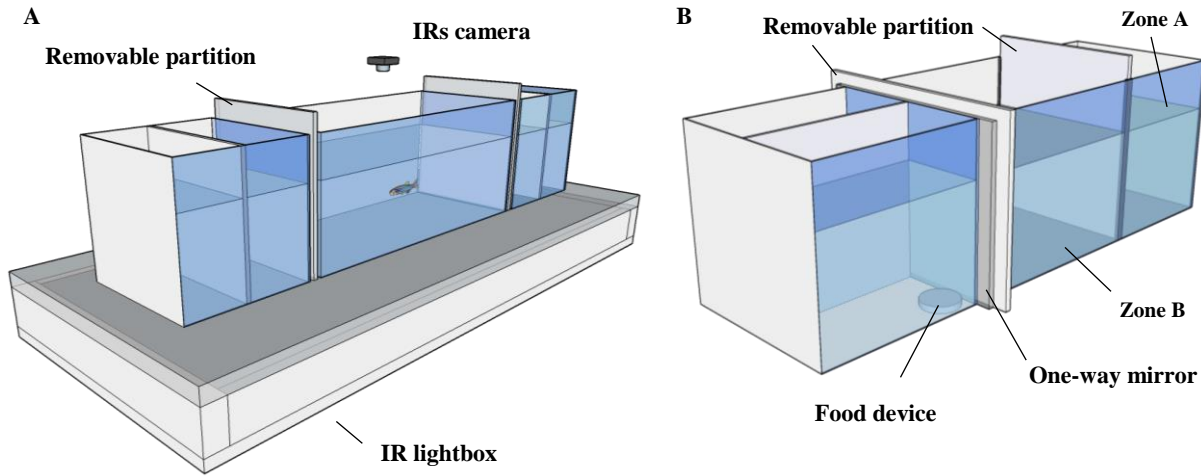 A
IRs camera
Removable partition
IR lightbox
B
Removable partition
Zone A
Zone B
One-way mirror
Food device